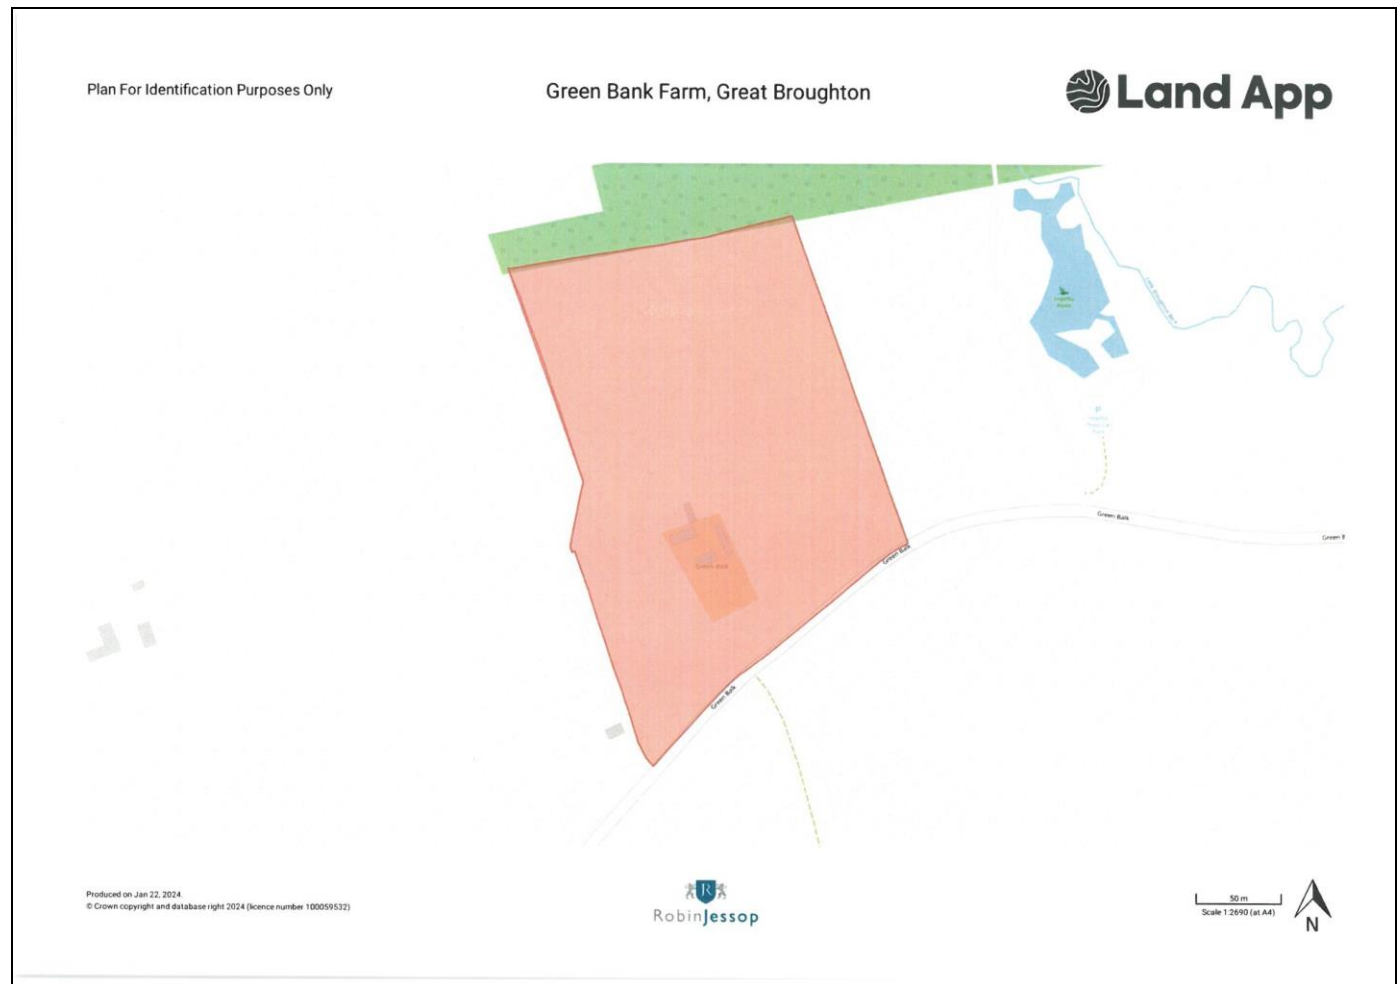 Plan For Identification Purposes Only
Green Bank Farm, Great Broughton
Land App
Green Balk
Green B
Green Balk
Green Balk
Produced on Jan 22, 2024.
© Crown copyright and database right 2024 (licence number 100059532)
JR
RobinJessop
50 m
Scale 1:2690 (at A4)
N